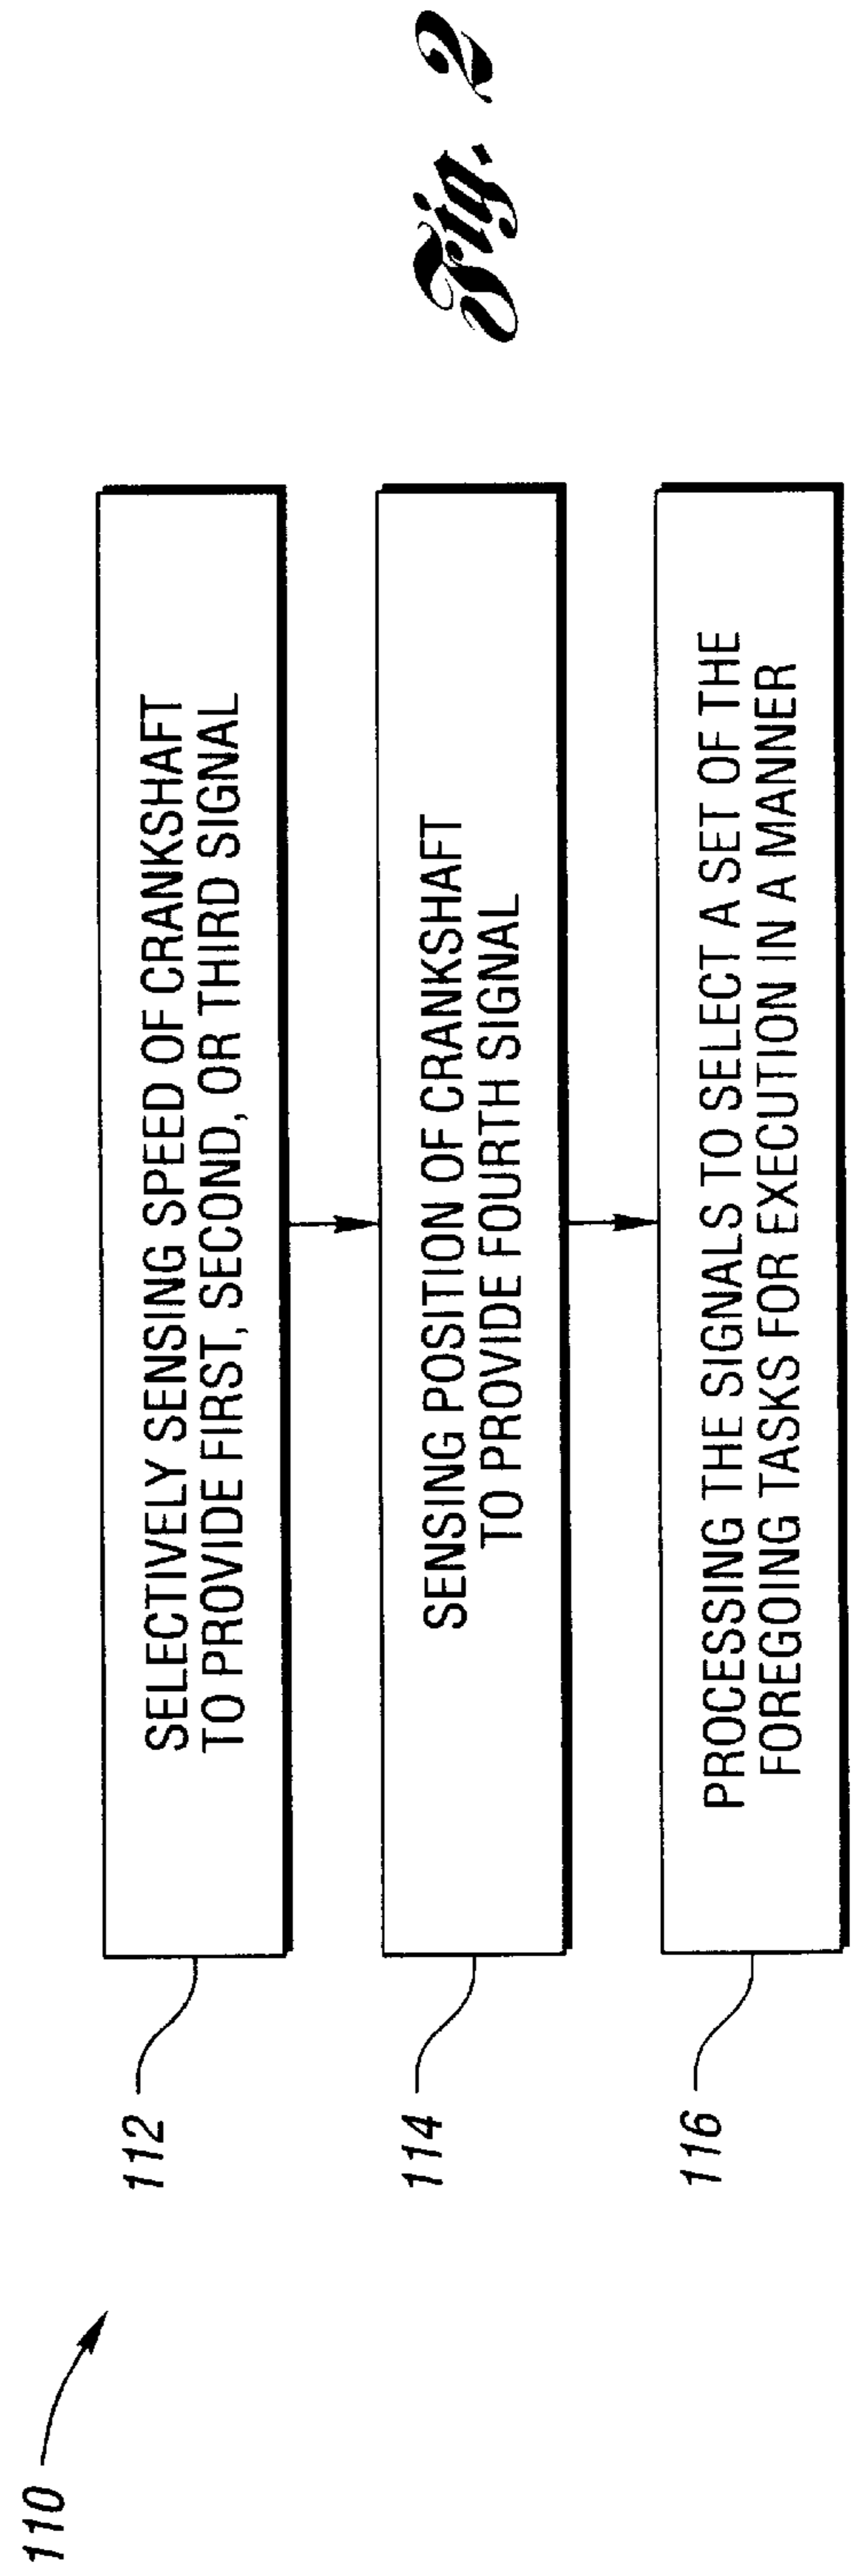 110
112
SELECTIVELY SENSING SPEED OF CRANKSHAFT
TO PROVIDE FIRST, SECOND, OR THIRD SIGNAL
114
SENSING POSITION OF CRANKSHAFT
TO PROVIDE FOURTH SIGNAL
116
PROCESSING THE SIGNALS TO SELECT A SET OF THE
FOREGOING TASKS FOR EXECUTION IN A MANNER
Fig. 2